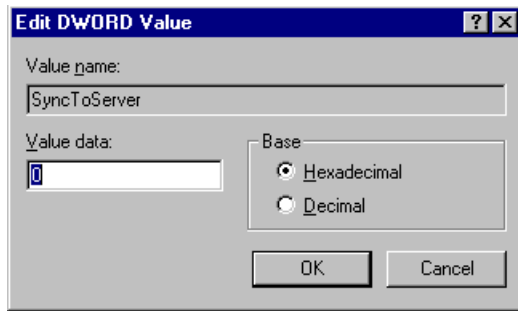 Edit DWORD Value
Value name:
SyncToServer
Value data:
0
Base
Hexadecimal
Decimal
OK
Cancel